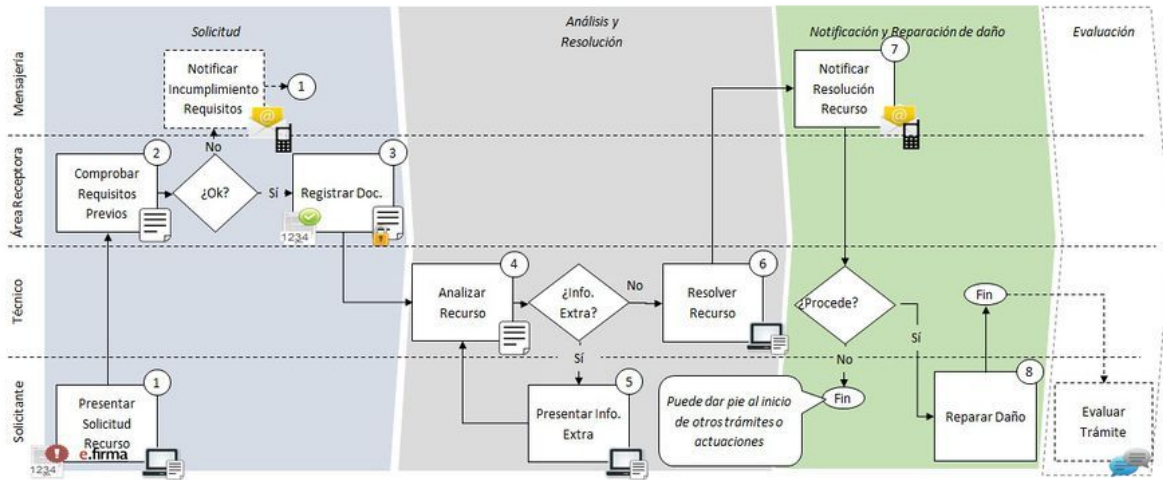 Solicitud
Análisis y
Resolución
Notificación y Reparación de daño
Evaluación
Mensajería
Notificar
Incumplimiento
Requisitos
1
7
Notificar
Resolución
Recurso
No
Área Receptora
2
Comprobar
Requisitos
Previos
¿Ok?
Sí
3
Registrar Doc.
1234
Técnico
4
Analizar
Recurso
¿Info.
Extra?
No
6
Resolver
Recurso
¿Procede?
Sí
Fin
Sí
No
Solicitante
1
Presentar
Solicitud
Recurso
e.firma
1234
5
Presentar Info.
Extra
Puede dar pie al inicio
de otros trámites o
actuaciones
Fin
8
Reparar Daño
Evaluar
Trámite